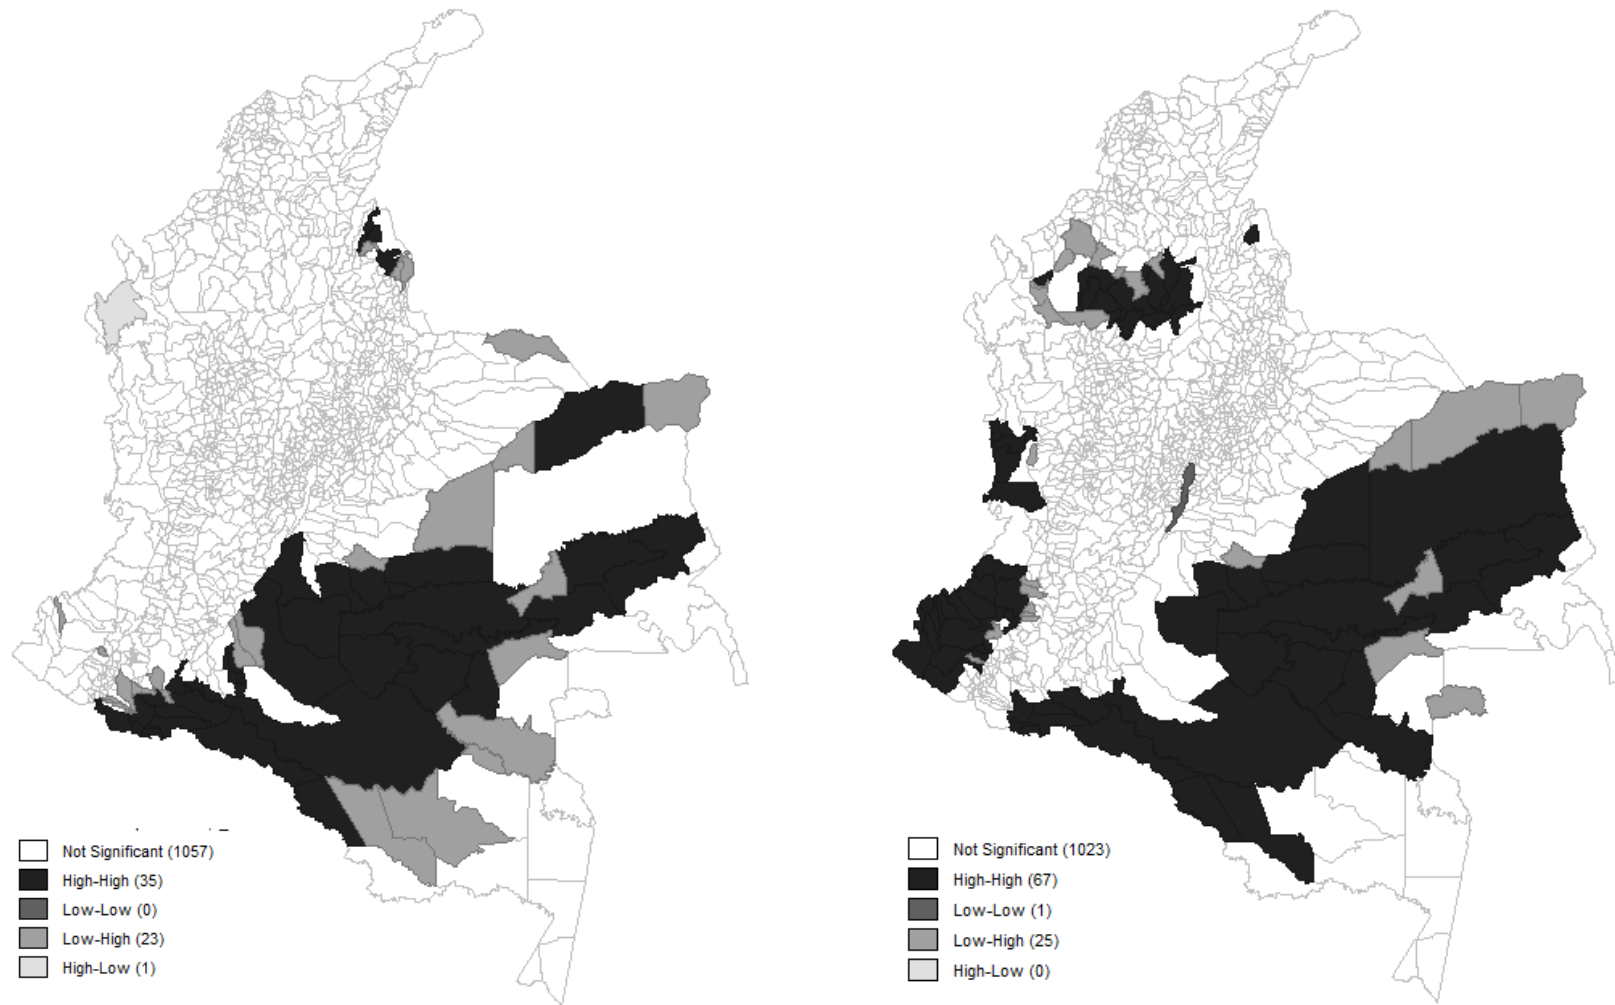 Not Significant (1057)
High-High (35)
Low-Low (0)
Low-High (23)
High-Low (1)
Not Significant (1023)
High-High (67)
Low-Low (1)
Low-High (25)
High-Low (0)